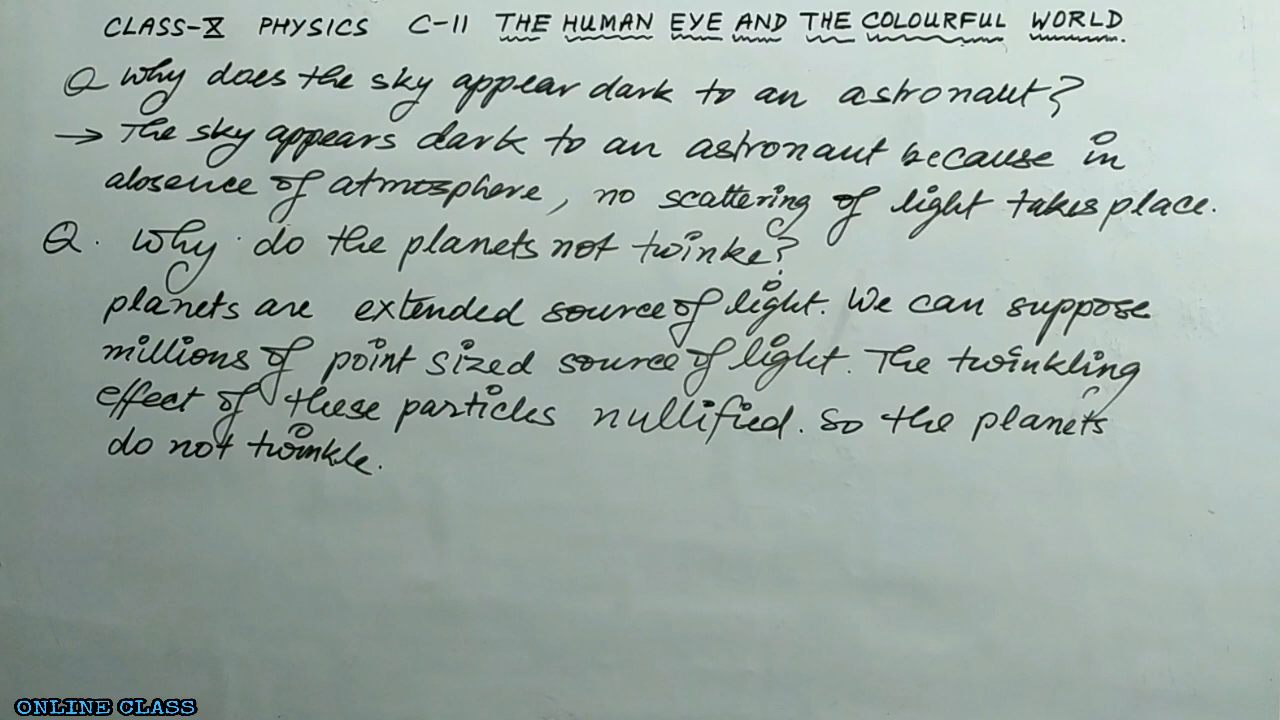 CLASS-X PHYSICS C-11 THE HUMAN EYE AND THE COLOURFUL WORLD
Q Why does the sky appear dark to an astronaut?
→ The sky appears dark to an astronaut because in
absence of atmosphere, no scattering of light takes place.
Q. Why do the planets not twinke?
planets are extended source of light. We can suppose
millions of point sized source of light. The twinkling
effect of these particles nullified. So the planets
do not twinkle.
ONLINE CLASS